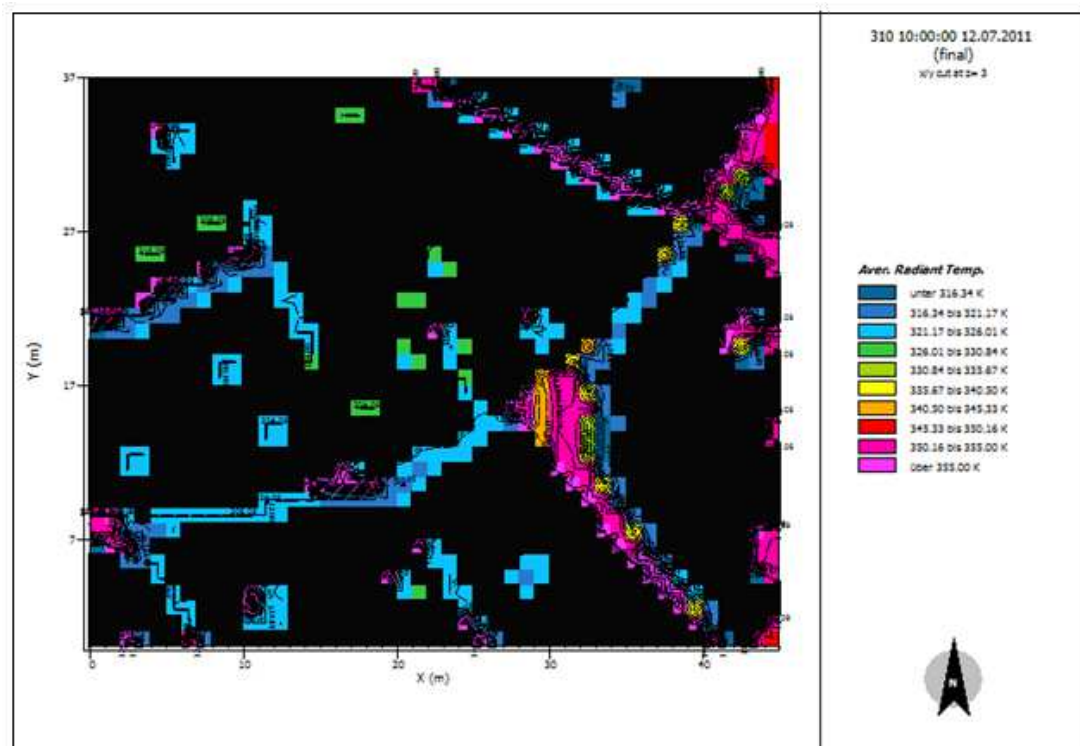 310 10:00:00 12.07.2011
(final)
x/y cut at z= 3
37
27
17
7
Y (m)
0
10
20
30
40
X (m)
Aver. Radiant Temp.
unter 316.34 K
316.34 bis 321.17 K
321.17 bis 326.01 K
326.01 bis 330.84 K
330.84 bis 335.67 K
335.67 bis 340.50 K
340.50 bis 345.33 K
345.33 bis 350.16 K
350.16 bis 355.00 K
über 355.00 K
N